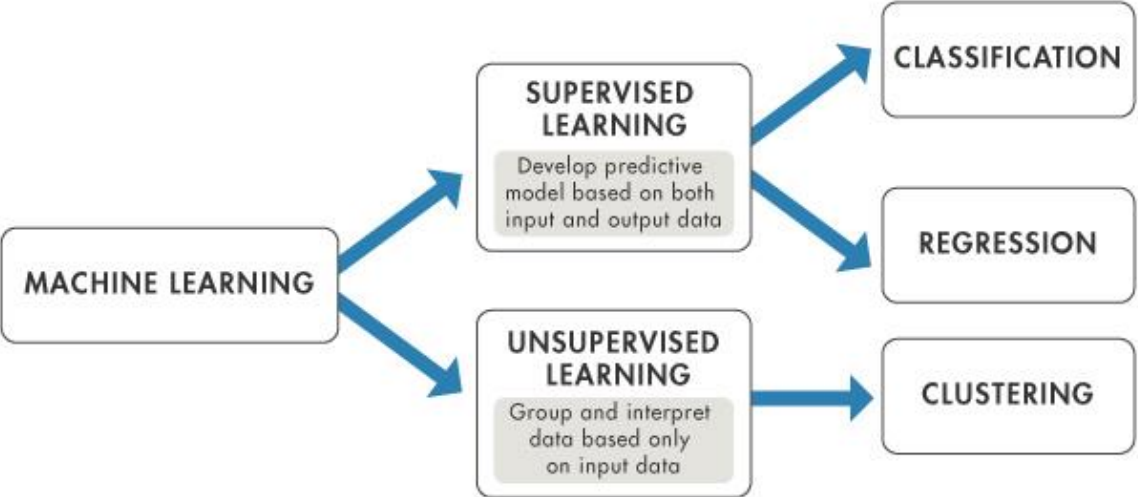 MACHINE LEARNING
SUPERVISED
LEARNING
Develop predictive
model based on both
input and output data
UNSUPERVISED
LEARNING
Group and interpret
data based only
on input data
CLASSIFICATION
REGRESSION
CLUSTERING